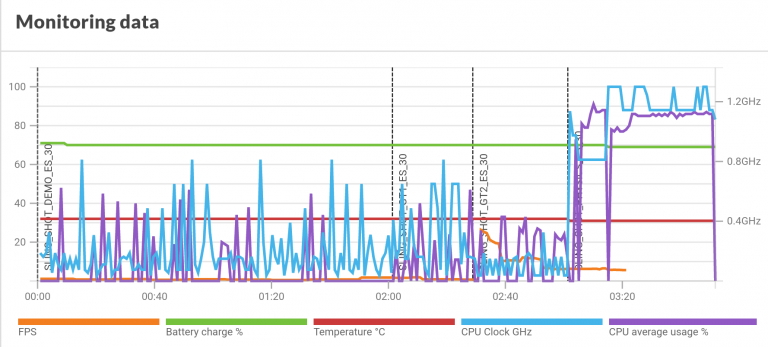 Monitoring data
100
80
60
40
20
1.2GHz
0.8GHz
0.4GHz
SLING_SHOT_DEMO_ES_30
SLING_SHOT_GT1_ES_30
SLING_SHOT_GT2_ES_30
00:00
00:40
01:20
02:00
02:40
03:20
FPS
Battery charge %
Temperature °C
CPU Clock GHz
CPU average usage %